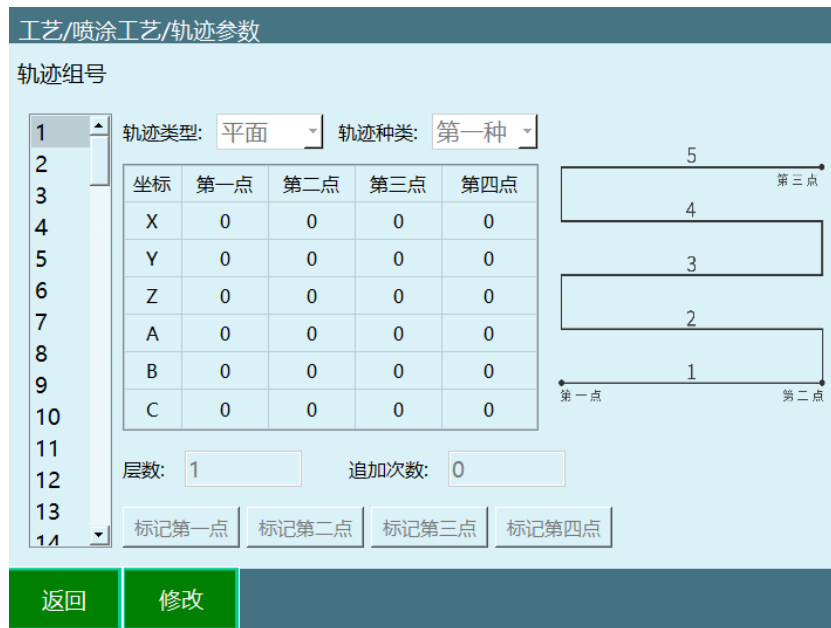 工艺/喷涂工艺/轨迹参数
轨迹组号
1
2
3
4
5
6
7
8
9
10
11
12
13
14
轨迹类型: 平面 轨迹种类: 第一种
坐标 第一点 第二点 第三点 第四点
X 0 0 0 0
Y 0 0 0 0
Z 0 0 0 0
A 0 0 0 0
B 0 0 0 0
C 0 0 0 0
层数: 1 追加次数: 0
标记第一点 标记第二点 标记第三点 标记第四点
5
第三点
4
3
2
1
第一点 第二点
返回 修改